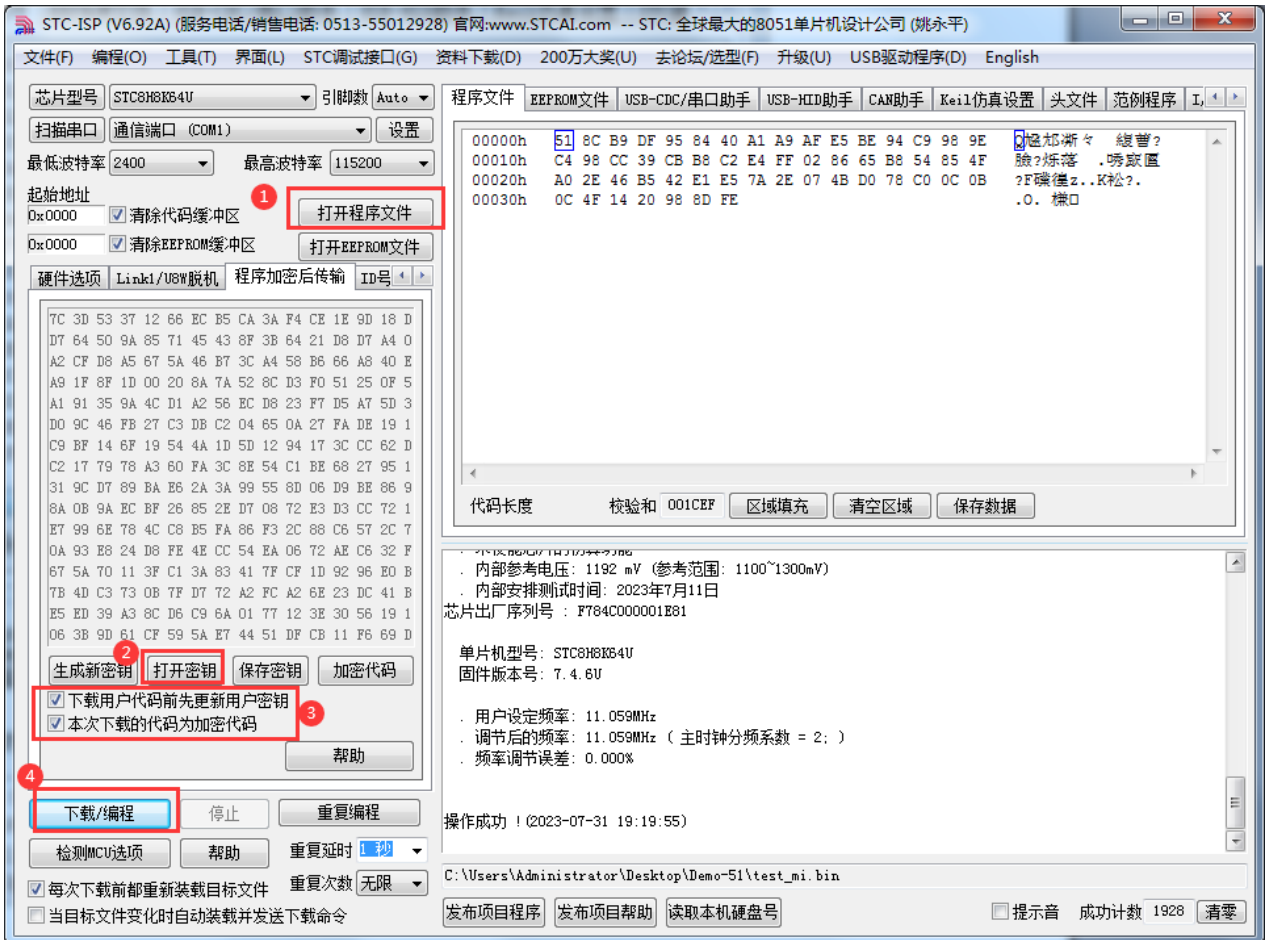 STC-ISP (V6.92A) (服务电话/销售电话: 0513-55012928) 官网:www.STCAI.com -- STC: 全球最大的8051单片机设计公司 (姚永平)
文件(F) 编程(O) 工具(T) 界面(L) STC调试接口(G) 资料下载(D) 200万大奖(U) 去论坛/选型(F) 升级(U) USB驱动程序(D) English
芯片型号 STC8H8K64U 引脚数 Auto
扫描串口 通信端口 (COM1) 设置
最低波特率 2400 最高波特率 115200
起始地址
1
0x0000 清除代码缓冲区 打开程序文件
0x0000 清除EEPROM缓冲区 打开EEPROM文件
硬件选项 Link1/U8W脱机 程序加密后传输 ID号
7C 3D 53 37 12 66 EC B5 CA 3A F4 CE 1E 9D 18 D
D7 64 50 9A 85 71 45 43 8F 3B 64 21 D8 D7 A4 0
A2 CF D8 A5 67 5A 46 B7 3C A4 58 B6 66 A8 40 E
A9 1F 8F 1D 00 20 8A 7A 52 8C D3 F0 51 25 0F 5
A1 91 35 9A 4C D1 A2 56 EC D8 23 F7 D5 A7 5D 3
D0 9C 46 FB 27 C3 DB C2 04 65 0A 27 FA DE 19 1
C9 BF 14 6F 19 54 4A 1D 5D 12 94 17 3C CC 62 D
C2 17 79 78 A3 60 FA 3C 8E 54 C1 BE 68 27 95 1
31 9C D7 89 BA E6 2A 3A 99 55 8D 06 D9 BE 86 9
8A 0B 9A EC BF 26 85 2E D7 08 72 E3 D3 CC 72 1
E7 99 6E 78 4C C8 B5 FA 86 F3 2C 88 C6 57 2C 7
0A 93 E8 24 D8 FE 4E CC 54 EA 06 72 AE C6 32 F
67 5A 70 11 3F C1 3A 83 41 7F CF 1D 92 96 E0 B
7B 4D C3 73 0B 7F D7 72 A2 FC A2 6E 23 DC 41 B
E5 ED 39 A3 8C D6 C9 6A 01 77 12 3E 30 56 19 1
06 3B 9D 61 CF 59 5A E7 44 51 DF CB 11 F6 69 D
2
生成新密钥 打开密钥 保存密钥 加密代码
下载用户代码前先更新用户密钥
3
本次下载的代码为加密代码
帮助
4
下载/编程 停止 重复编程
检测MCU选项 帮助 重复延时 1 秒
每次下载前都重新装载目标文件 重复次数 无限
当目标文件变化时自动装载并发送下载命令
程序文件 EEPROM文件 USB-CDC/串口助手 USB-HID助手 CAN助手 Keil仿真设置 头文件 范例程序
00000h 51 8C B9 DF 95 84 40 A1 A9 AF E5 BE 94 C9 98 9E
00010h C4 98 CC 39 CB B8 C2 E4 FF 02 86 65 B8 54 85 4F
00020h A0 2E 46 B5 42 E1 E5 7A 2E 07 4B D0 78 C0 0C 0B
00030h 0C 4F 14 20 98 8D FE
代码长度 校验和 001CEF 区域填充 清空区域 保存数据
. 内部参考电压: 1192 mV (参考范围: 1100~1300mV)
. 内部安排测试时间: 2023年7月11日
芯片出厂序列号 : F784C000001E81
单片机型号: STC8H8K64U
固件版本号: 7.4.6U
. 用户设定频率: 11.059MHz
. 调节后的频率: 11.059MHz ( 主时钟分频系数 = 2; )
. 频率调节误差: 0.000%
操作成功 !(2023-07-31 19:19:55)
C:\Users\Administrator\Desktop\Demo-51\test_mi.bin
发布项目程序 发布项目帮助 读取本机硬盘号 提示音 成功计数 1928 清零